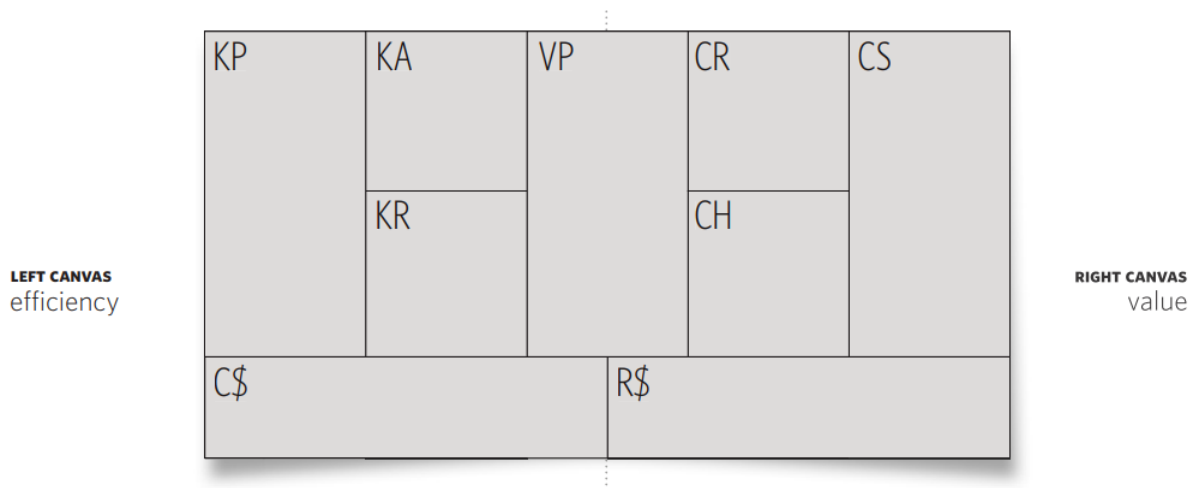 KP
KA
VP
CR
CS
KR
CH
LEFT CANVAS
efficiency
RIGHT CANVAS
value
C$
R$